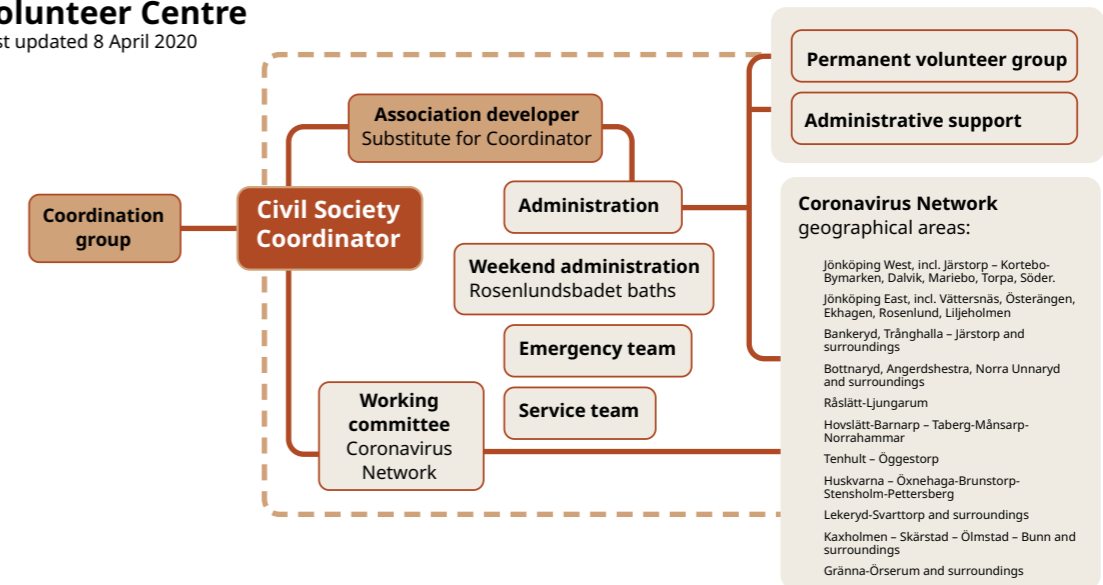 olunteer Centre
st updated 8 April 2020
Permanent volunteer group
Administrative support
Association developer
Substitute for Coordinator
Coordination
group
Civil Society
Coordinator
Administration
Weekend administration
Rosenlundsbadet baths
Emergency team
Service team
Working
committee
Coronavirus
Network
Coronavirus Network
geographical areas:
Jönköping West, incl. Järstorp – Kortebo-
Bymarken, Dalvik, Mariebo, Torpa, Söder.
Jönköping East, incl. Vättersnäs, Österängen,
Ekhagen, Rosenlund, Liljeholmen
Bankeryd, Trånghalla – Järstorp and
surroundings
Bottnaryd, Angerdshestra, Norra Unnaryd
and surroundings
Råslätt-Ljungarum
Hovslätt-Barnarp – Taberg-Månsarp-
Norrahammar
Tenhult – Öggestorp
Huskvarna – Öxnehaga-Brunstorp-
Stensholm-Pettersberg
Lekeryd-Svarttorp and surroundings
Kaxholmen – Skärstad – Ölmstad – Bunn and
surroundings
Gränna-Örserum and surroundings